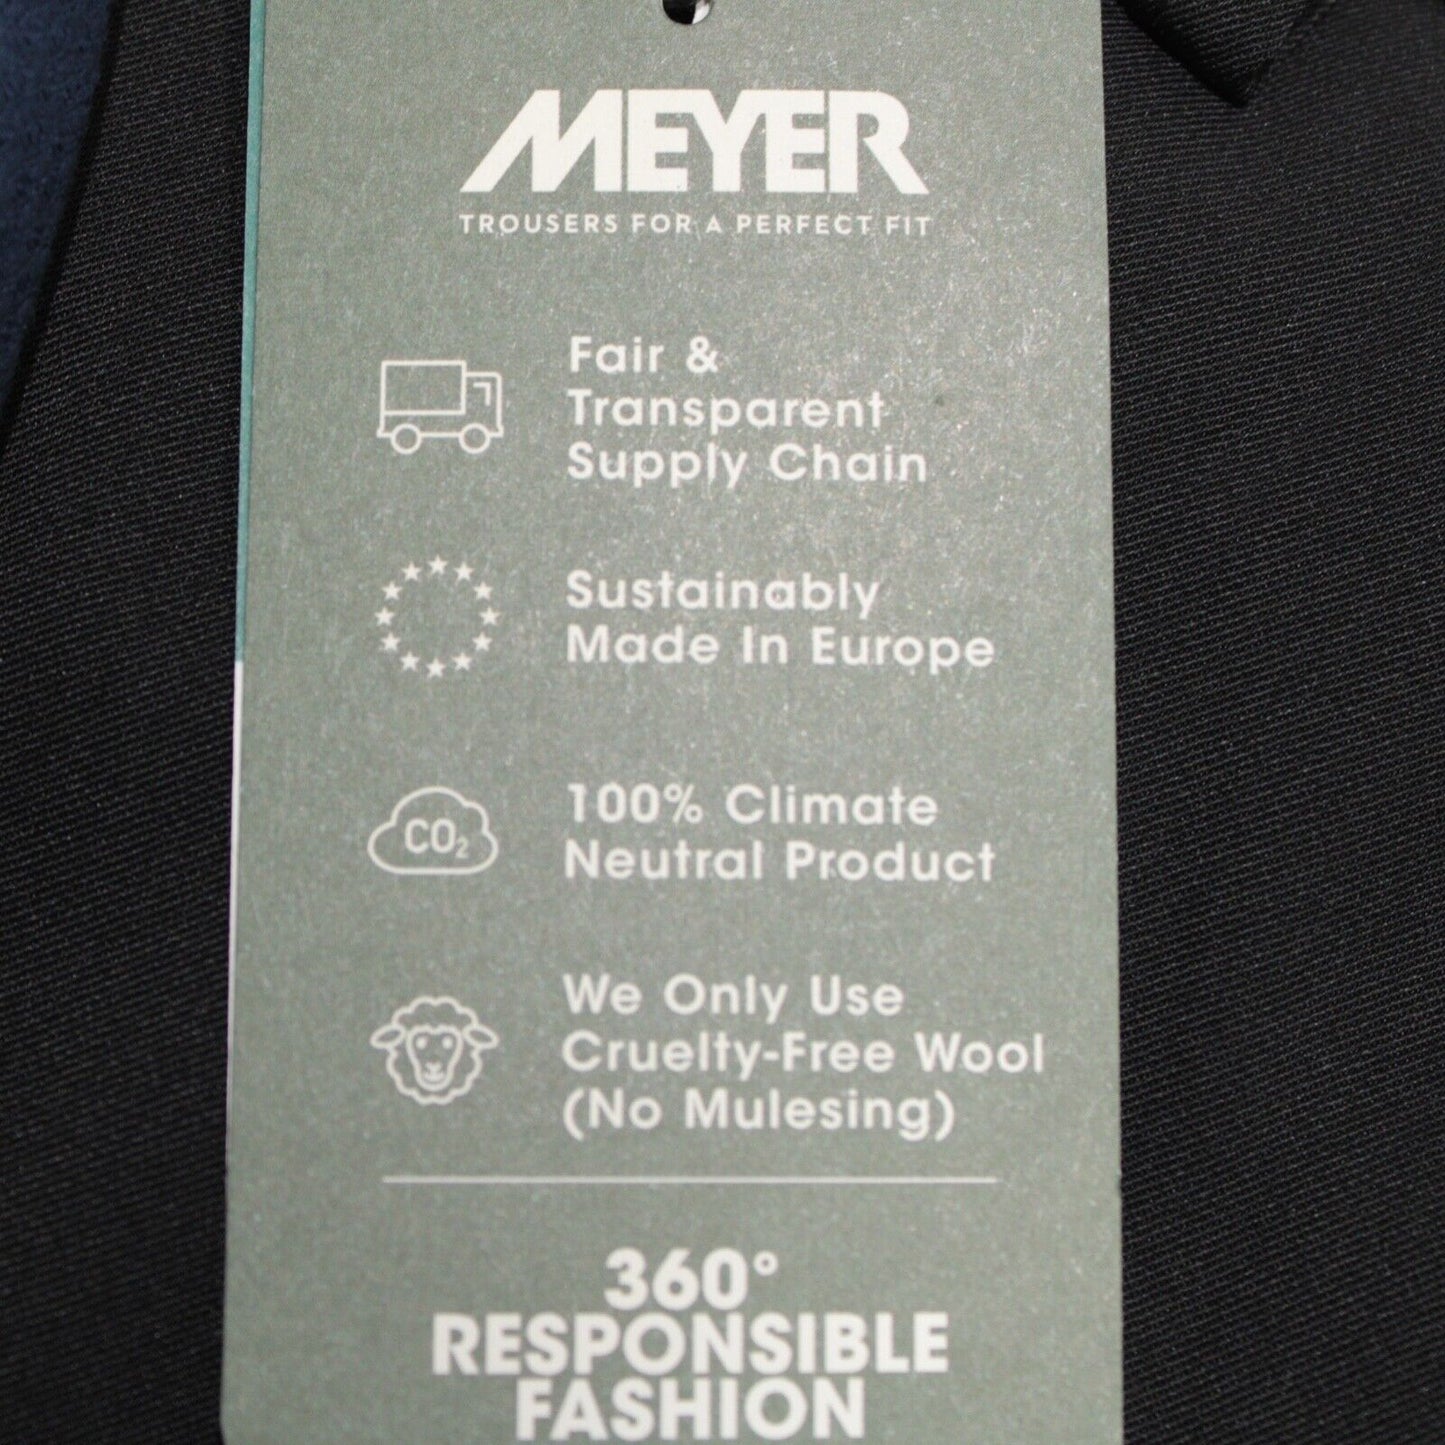 MEYER
TROUSERS FOR A PERFECT FIT
Fair &
Transparent
Supply Chain
Sustainably
Made In Europe
CO₂
100% Climate
Neutral Product
We Only Use
Cruelty-Free Wool
(No Mulesing)
360°
RESPONSIBLE
FASHION